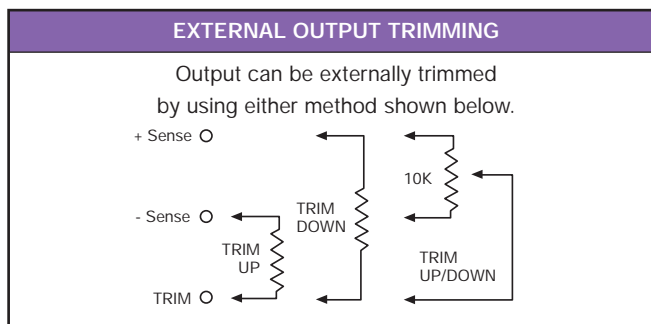 EXTERNAL OUTPUT TRIMMING
Output can be externally trimmed
by using either method shown below.
+ Sense
10K
- Sense
TRIM
DOWN
TRIM
UP
TRIM
UP/DOWN
TRIM